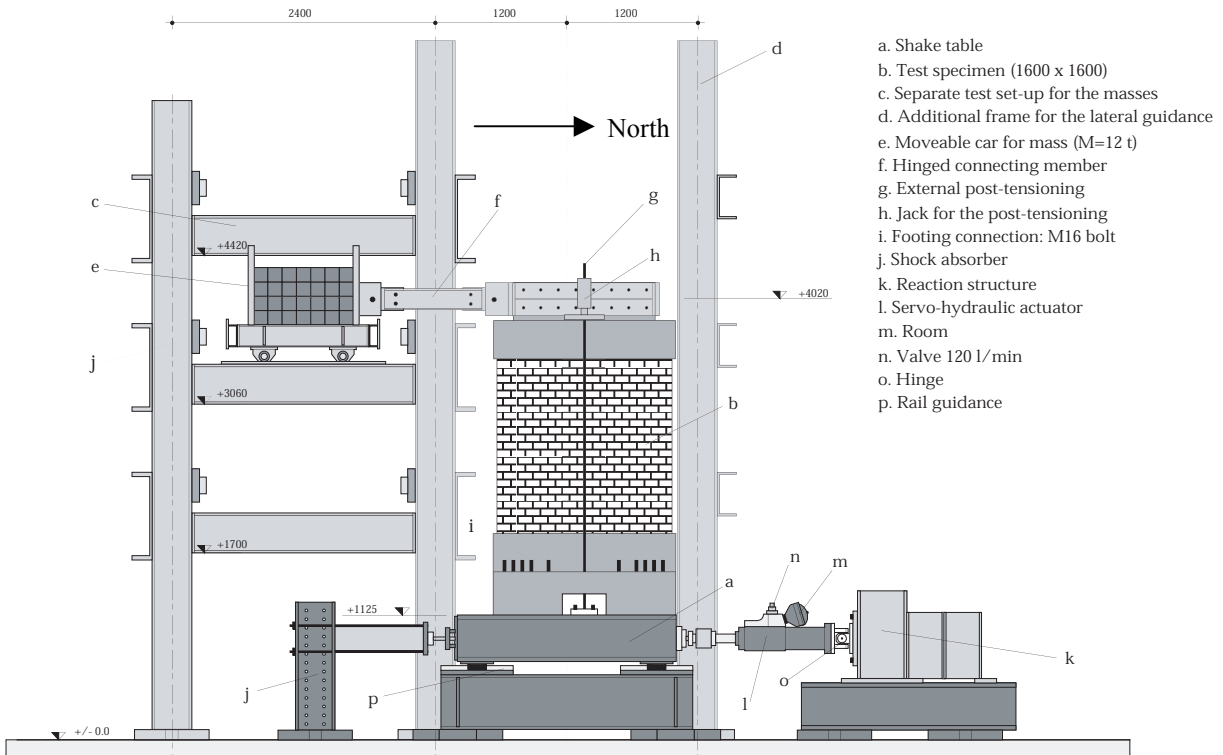 2400 1200 1200
d
North
c
+4420
f
g
h
e
+4020
j
+3060
b
i
+1700
n
m
a
+1125
k
j
p
o
l
+/- 0.0
a. Shake table
b. Test specimen (1600 x 1600)
c. Separate test set-up for the masses
d. Additional frame for the lateral guidance
e. Moveable car for mass (M=12 t)
f. Hinged connecting member
g. External post-tensioning
h. Jack for the post-tensioning
i. Footing connection: M16 bolt
j. Shock absorber
k. Reaction structure
l. Servo-hydraulic actuator
m. Room
n. Valve 120 l/min
o. Hinge
p. Rail guidance